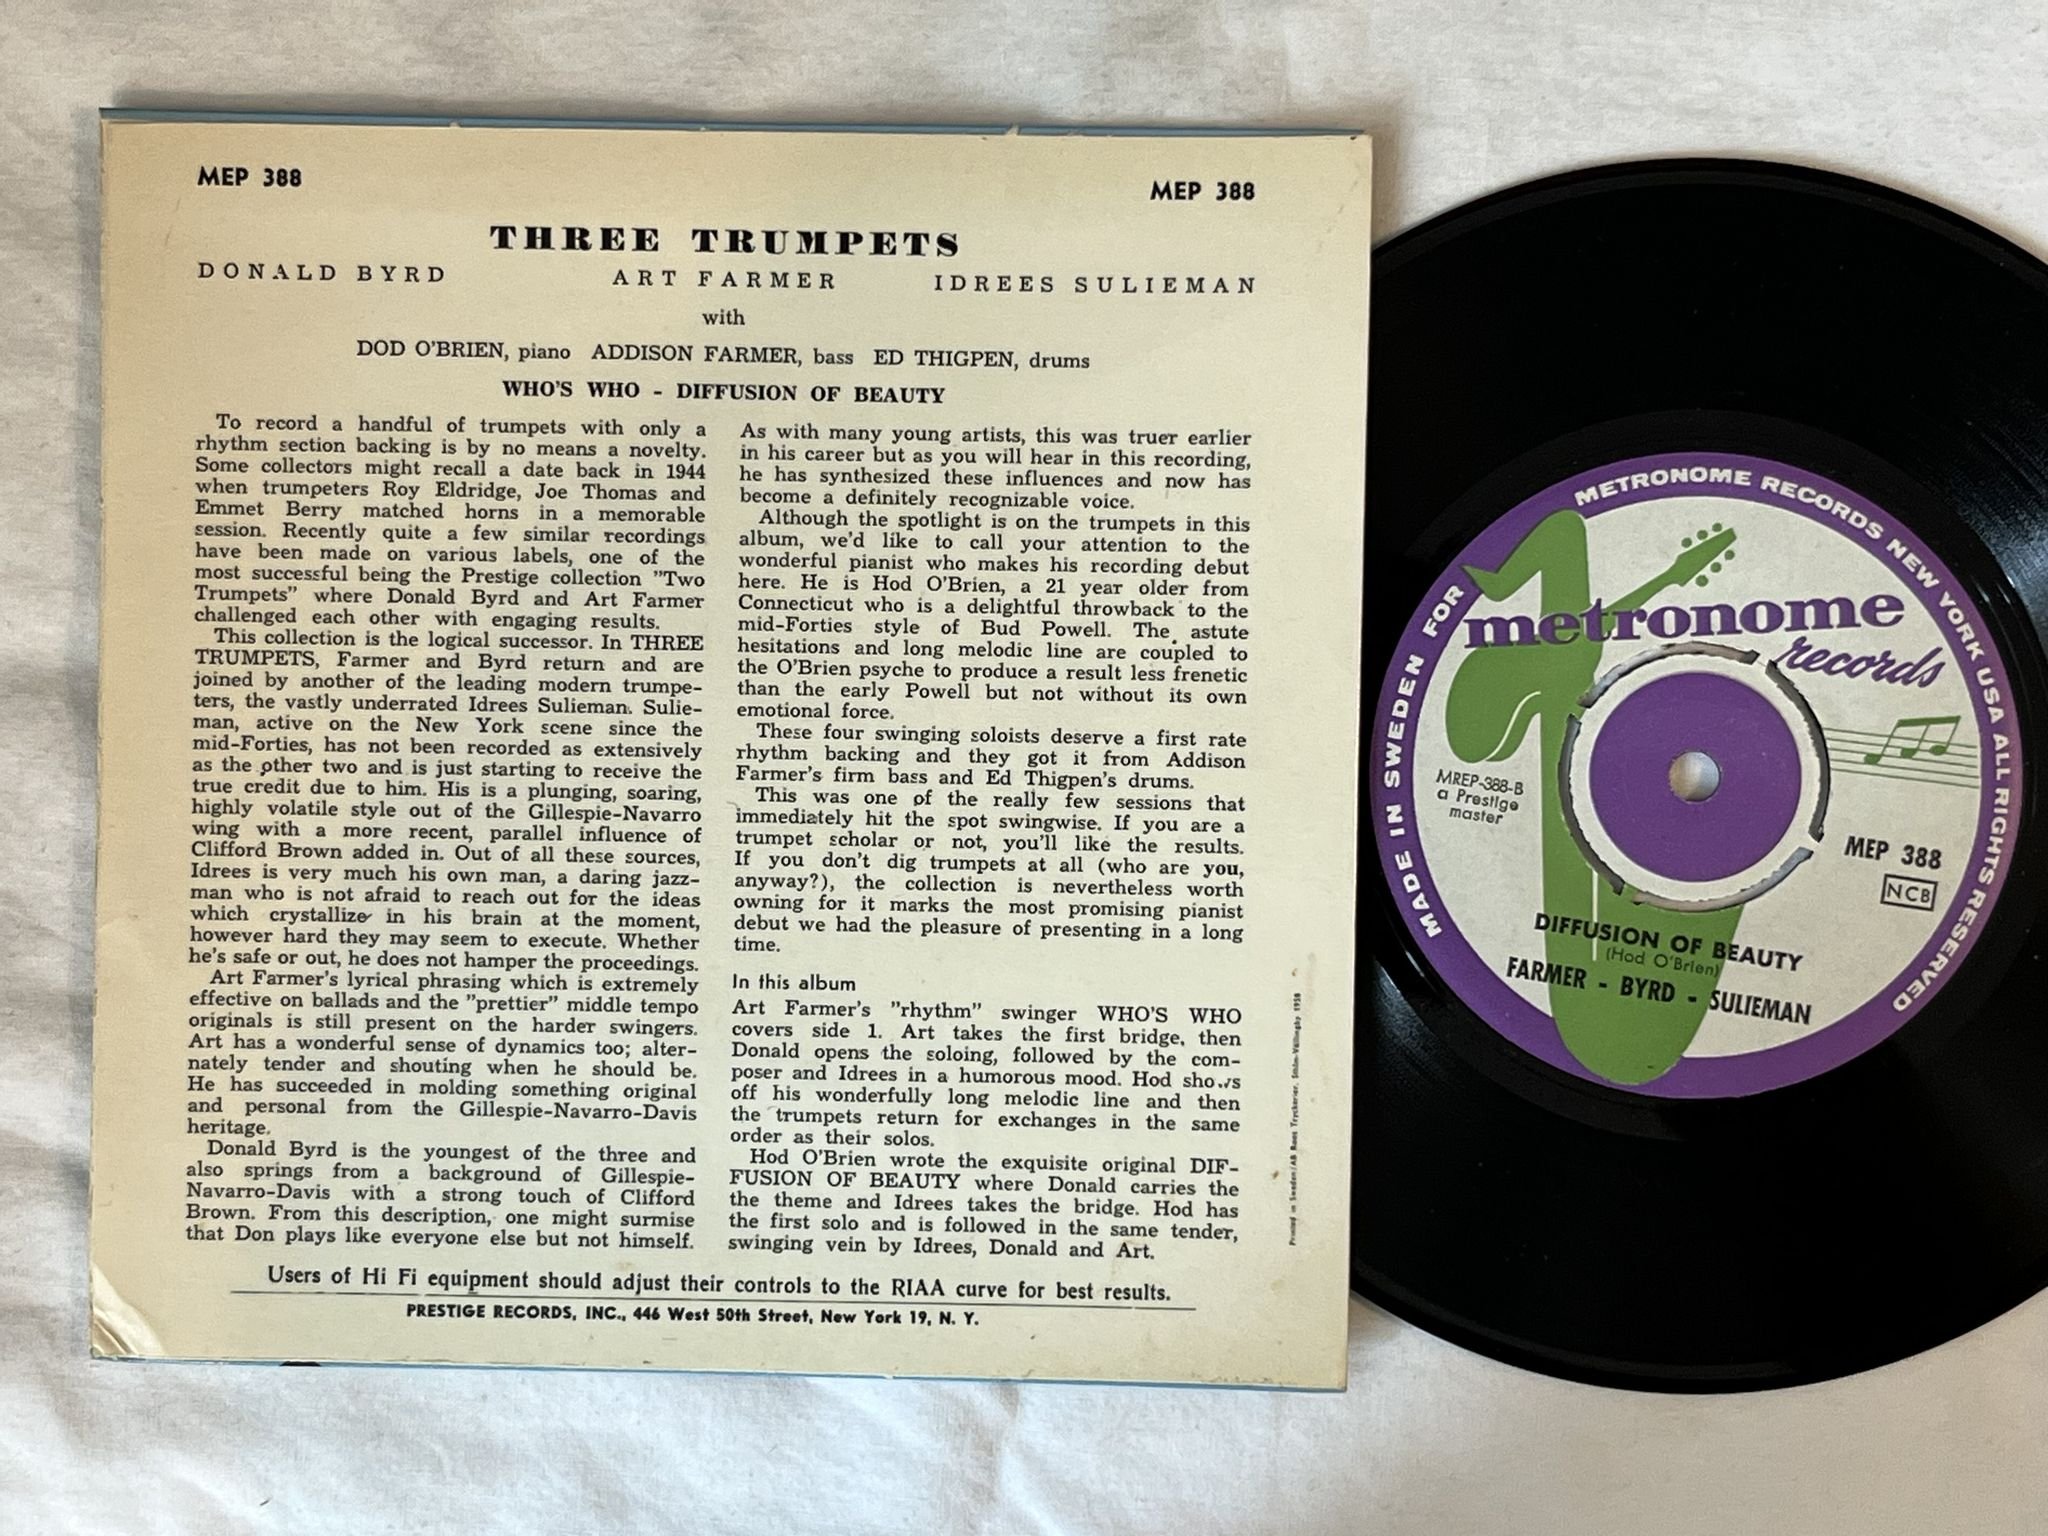 MEP 388
MEP 388
THREE TRUMPETS
DONALD BYRD ART FARMER IDREES SULIEMAN
with
DOD O'BRIEN, piano ADDISON FARMER, bass ED THIGPEN, drums
WHO'S WHO - DIFFUSION OF BEAUTY
To record a handful of trumpets with only a
rhythm section backing is by no means a novelty.
Some collectors might recall a date back in 1944
when trumpeters Roy Eldridge, Joe Thomas and
Emmet Berry matched horns in a memorable
session. Recently quite a few similar recordings
have been made on various labels, one of the
most successful being the Prestige collection "Two
Trumpets" where Donald Byrd and Art Farmer
challenged each other with engaging results.
This collection is the logical successor. In THREE
TRUMPETS, Farmer and Byrd return and are
joined by another of the leading modern trumpe-
ters, the vastly underrated Idrees Sulieman. Sulie-
man, active on the New York scene since the
mid-Forties, has not been recorded as extensively
as the other two and is just starting to receive the
true credit due to him. His is a plunging, soaring,
highly volatile style out of the Gillespie-Navarro
wing with a more recent, parallel influence of
Clifford Brown added in. Out of all these sources,
Idrees is very much his own man, a daring jazz-
man who is not afraid to reach out for the ideas
which crystallize in his brain at the moment,
however hard they may seem to execute. Whether
he's safe or out, he does not hamper the proceedings.
Art Farmer's lyrical phrasing which is extremely
effective on ballads and the "prettier" middle tempo
originals is still present on the harder swingers.
Art has a wonderful sense of dynamics too; alter-
nately tender and shouting when he should be.
He has succeeded in molding something original
and personal from the Gillespie-Navarro-Davis
heritage.
Donald Byrd is the youngest of the three and
also springs from a background of Gillespie-
Navarro-Davis with a strong touch of Clifford
Brown. From this description, one might surmise
that Don plays like everyone else but not himself.
As with many young artists, this was truer earlier
in his career but as you will hear in this recording,
he has synthesized these influences and now has
become a definitely recognizable voice.
Although the spotlight is on the trumpets in this
album, we'd like to call your attention to the
wonderful pianist who makes his recording debut
here. He is Hod O'Brien, a 21 year older from
Connecticut who is a delightful throwback to the
mid-Forties style of Bud Powell. The astute
hesitations and long melodic line are coupled to
the O'Brien psyche to produce a result less frenetic
than the early Powell but not without its own
emotional force.
These four swinging soloists deserve a first rate
rhythm backing and they got it from Addison
Farmer's firm bass and Ed Thigpen's drums.
This was one of the really few sessions that
immediately hit the spot swingwise. If you are a
trumpet scholar or not, you'll like the results.
If you don't dig trumpets at all (who are you,
anyway?), the collection is nevertheless worth
owning for it marks the most promising pianist
debut we had the pleasure of presenting in a long
time.
In this album
Art Farmer's "rhythm" swinger WHO'S WHO
covers side 1. Art takes the first bridge, then
Donald opens the soloing, followed by the com-
poser and Idrees in a humorous mood. Hod shows
off his wonderfully long melodic line and then
the trumpets return for exchanges in the same
order as their solos.
Hod O'Brien wrote the exquisite original DIF-
FUSION OF BEAUTY where Donald carries the
the theme and Idrees takes the bridge. Hod has
the first solo and is followed in the same tender,
swinging vein by Idrees, Donald and Art.
Users of Hi Fi equipment should adjust their controls to the RIAA curve for best results.
PRESTIGE RECORDS, INC., 446 West 50th Street, New York 19, N. Y.
Printed in Sweden/AB Tryckerier, 1958
MADE IN SWEDEN FOR METRONOME RECORDS NEW YORK USA ALL RIGHTS RESERVED
metronome
records
MREP-388-B
a Prestige
master
MEP 388
NCB
DIFFUSION OF BEAUTY
(Hod O'Brien)
FARMER - BYRD - SULIEMAN